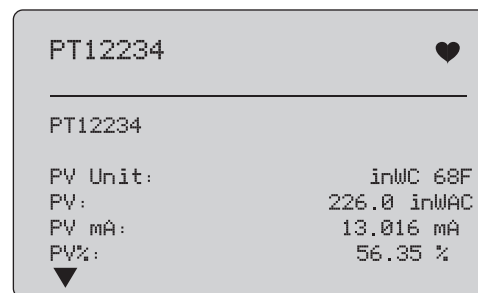 PT12234
PT12234
PV Unit: inWC 68F
PV: 226.0 inWAC
PV mA: 13.016 mA
PV%: 56.35 %